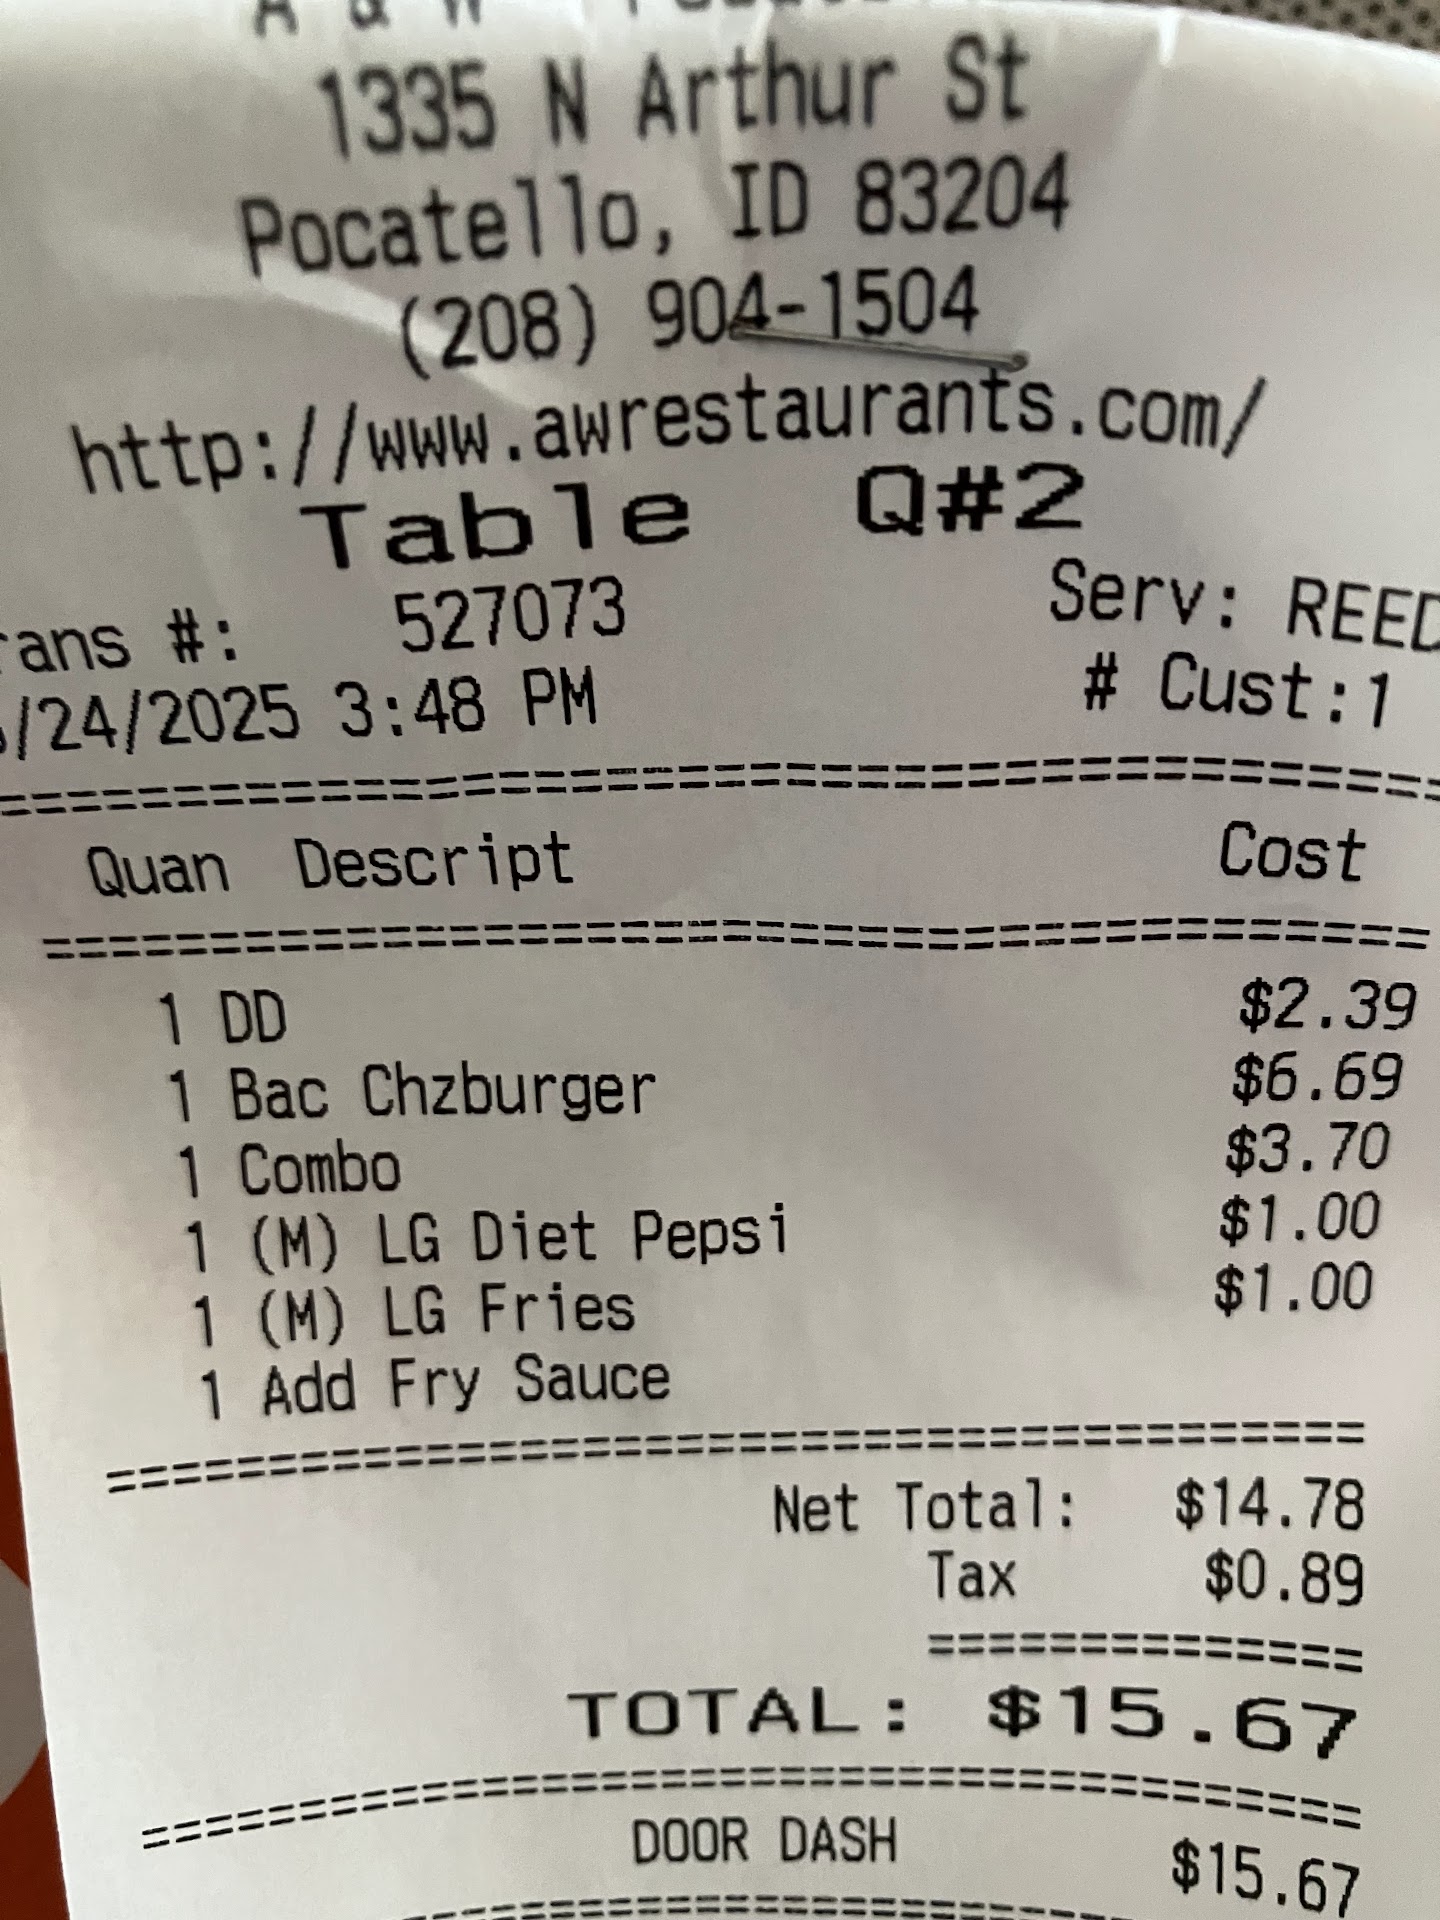 A & W
1335 N Arthur St
Pocatello, ID 83204
(208) 904-1504
http://www.awrestaurants.com/
Table Q#2
rans #: 527073 Serv: REED
/24/2025 3:48 PM # Cust:1
Quan Descript Cost
1 DD $2.39
1 Bac Chzburger $6.69
1 Combo $3.70
1 (M) LG Diet Pepsi $1.00
1 (M) LG Fries $1.00
1 Add Fry Sauce
Net Total: $14.78
Tax $0.89
TOTAL: $15.67
DOOR DASH $15.67